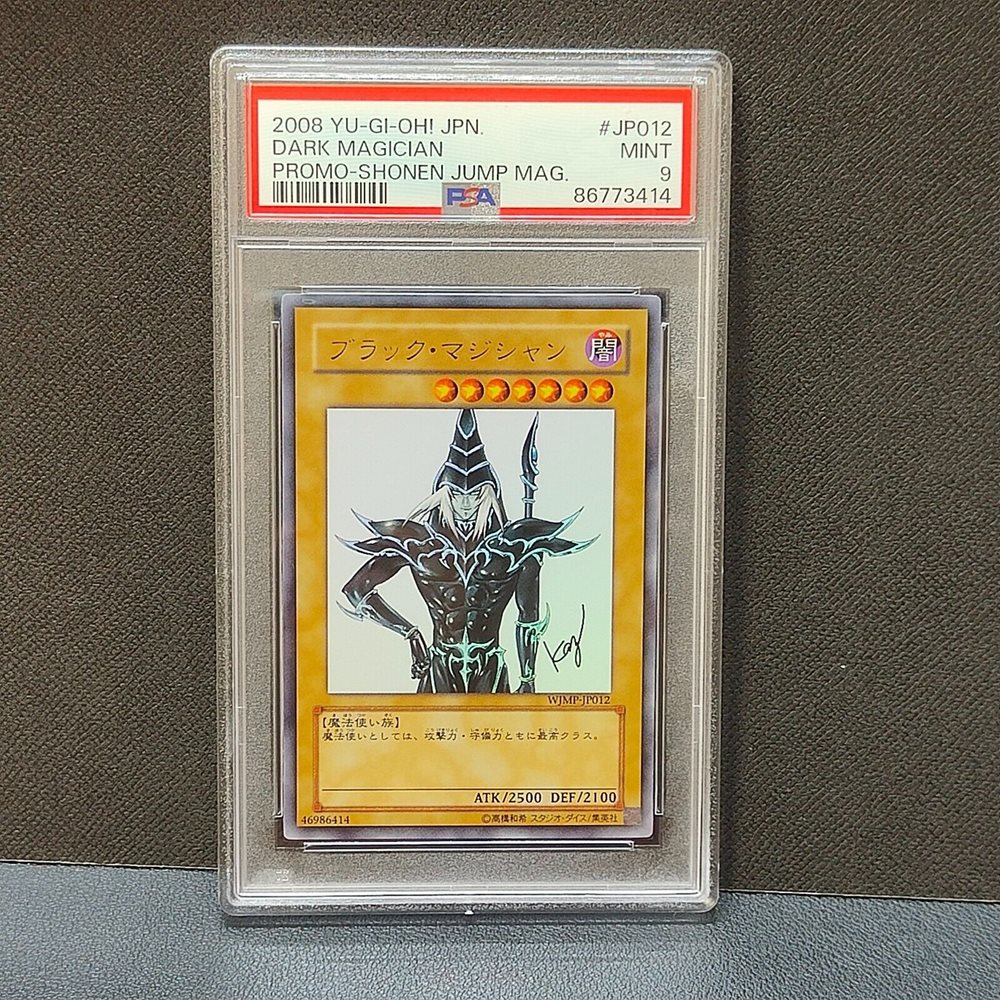 2008 YU-GI-OH! JPN. #JP012
DARK MAGICIAN MINT
PROMO-SHONEN JUMP MAG. 9
PSA 86773414
ブラック・マジシャン
やみ
闇
Kaz
WJMP-JP012
【魔法使い族】
魔法使いとしては、攻撃力・守備力ともに最高クラス。
ATK/2500 DEF/2100
46986414 ©高橋和希 スタジオ・ダイス/集英社